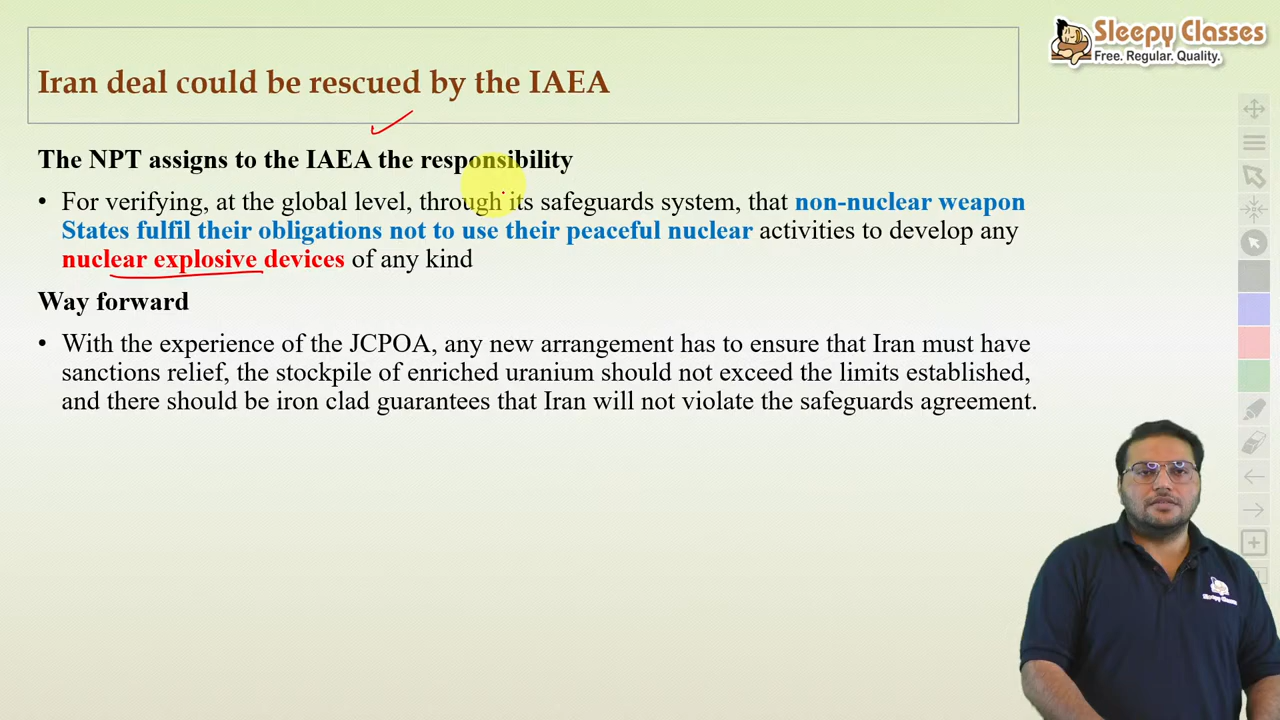 Sleepy Classes
Free. Regular. Quality.
Iran deal could be rescued by the IAEA
The NPT assigns to the IAEA the responsibility
• For verifying, at the global level, through its safeguards system, that non-nuclear weapon
States fulfil their obligations not to use their peaceful nuclear activities to develop any
nuclear explosive devices of any kind
Way forward
• With the experience of the JCPOA, any new arrangement has to ensure that Iran must have
sanctions relief, the stockpile of enriched uranium should not exceed the limits established,
and there should be iron clad guarantees that Iran will not violate the safeguards agreement.
Sleepy Classes